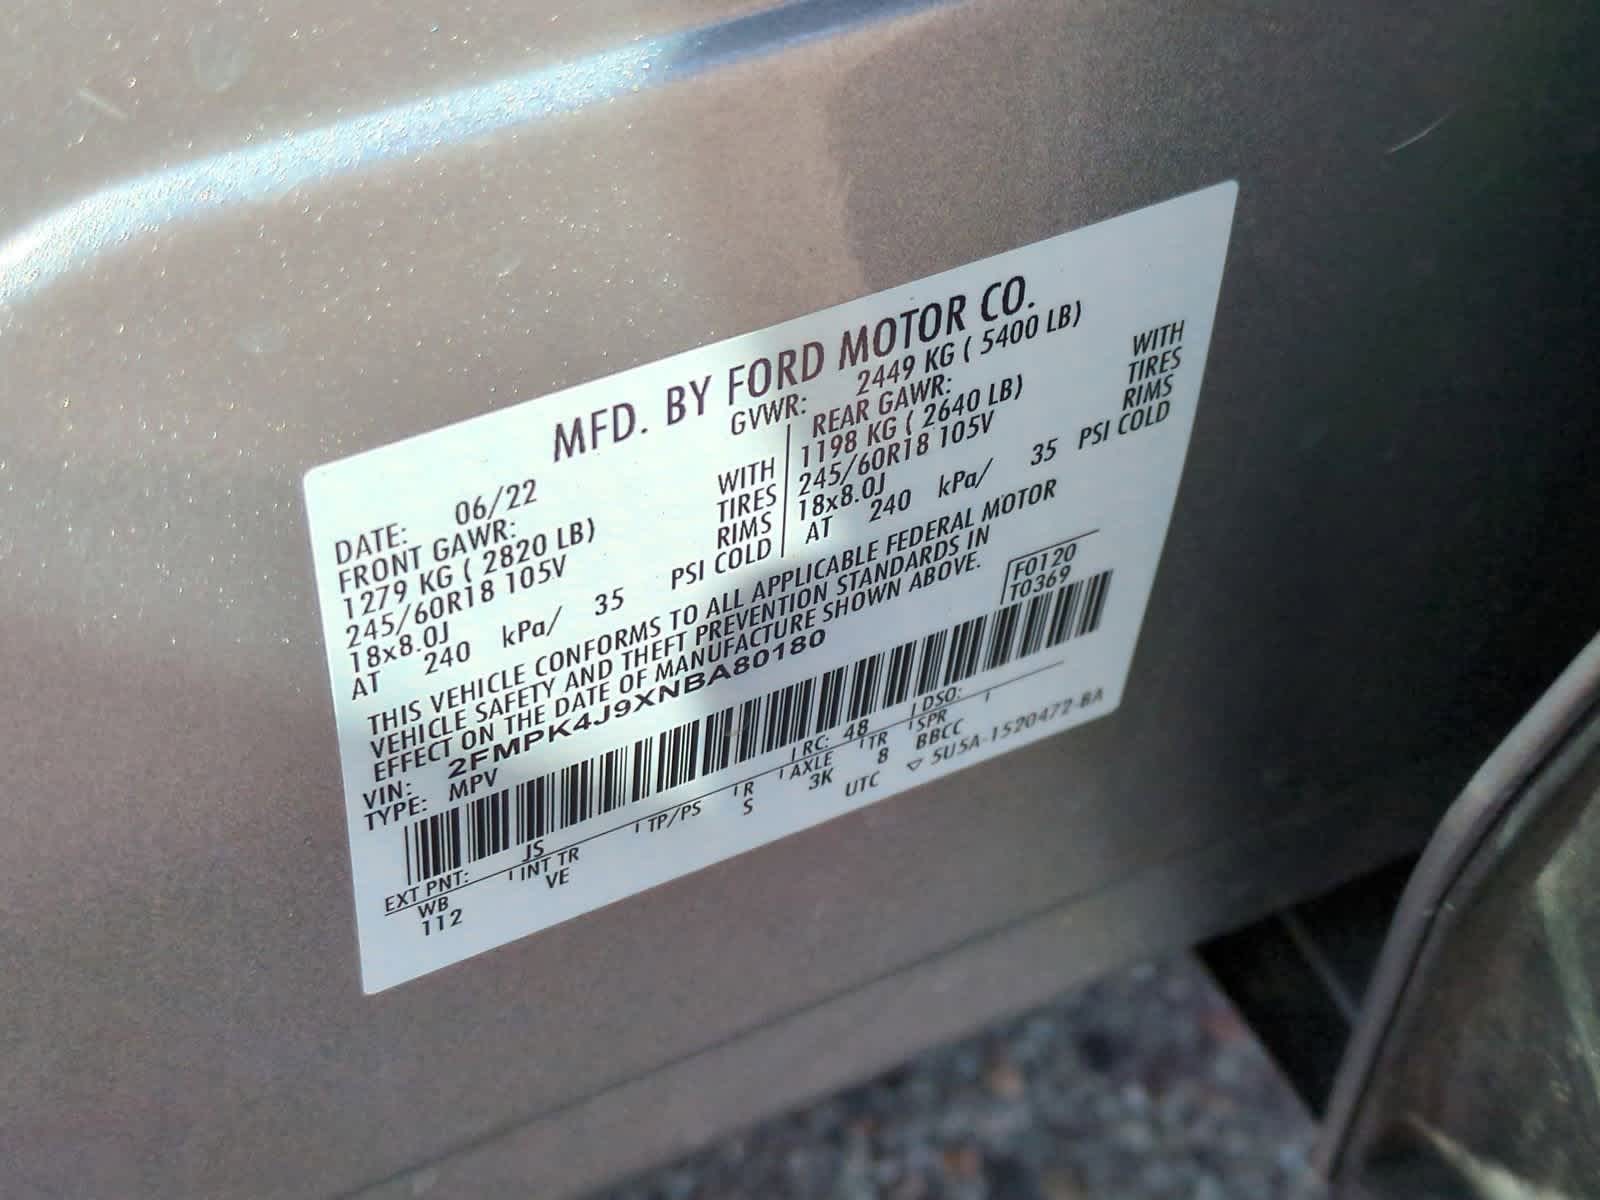 MFD. BY FORD MOTOR CO.
DATE: 06/22 GVWR: 2449 KG ( 5400 LB)
FRONT GAWR: REAR GAWR:
1279 KG ( 2820 LB) WITH 1198 KG ( 2640 LB) WITH
245/60R18 105V TIRES 245/60R18 105V TIRES
18x8.0J RIMS 18x8.0J RIMS
AT 240 kPa/ 35 PSI COLD AT 240 kPa/ 35 PSI COLD
THIS VEHICLE CONFORMS TO ALL APPLICABLE FEDERAL MOTOR
VEHICLE SAFETY AND THEFT PREVENTION STANDARDS IN
EFFECT ON THE DATE OF MANUFACTURE SHOWN ABOVE.
VIN: 2FMPK4J9XNBA80180 F0120
TYPE: MPV T0369
EXT PNT: JS RC: 48 DSO:
WB INT TR TP/PS R AXLE TR SPR
112 VE S 3K 8 BBCC
UTC ▽ 5U5A-1520472-BA